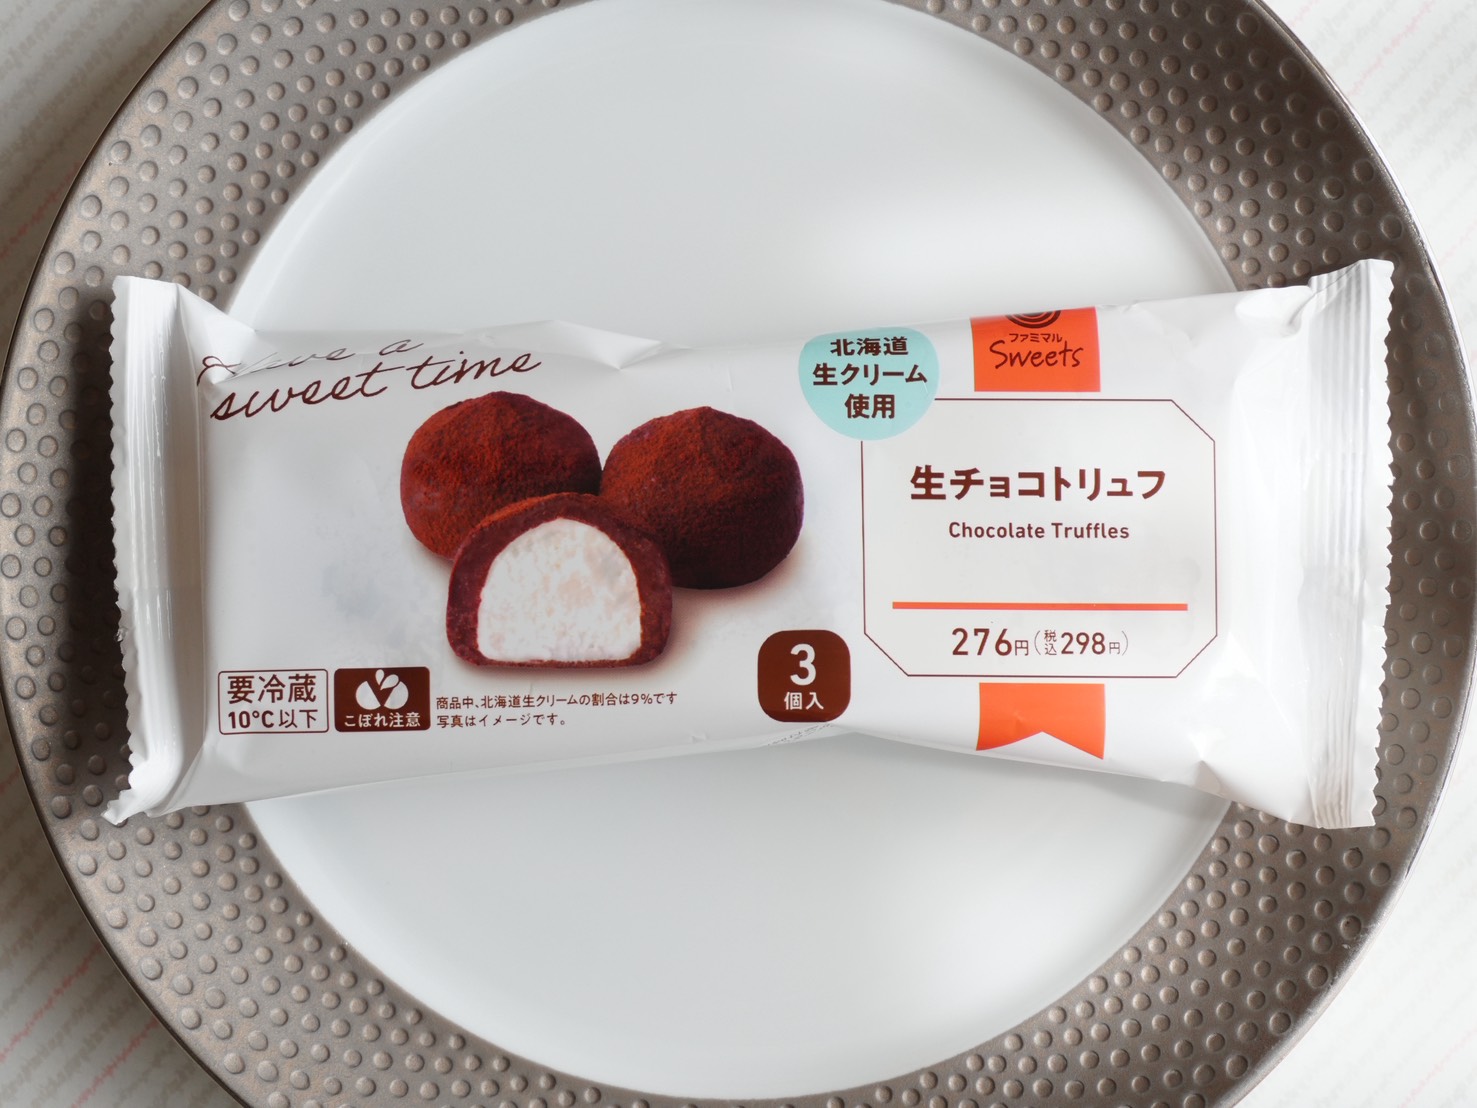 Have a
sweet time
北海道
生クリーム
使用
ファミマル
Sweets
生チョコトリュフ
Chocolate Truffles
276円(税込298円)
3
個入
要冷蔵
10°C以下
こぼれ注意
商品中、北海道生クリームの割合は9%です
写真はイメージです。